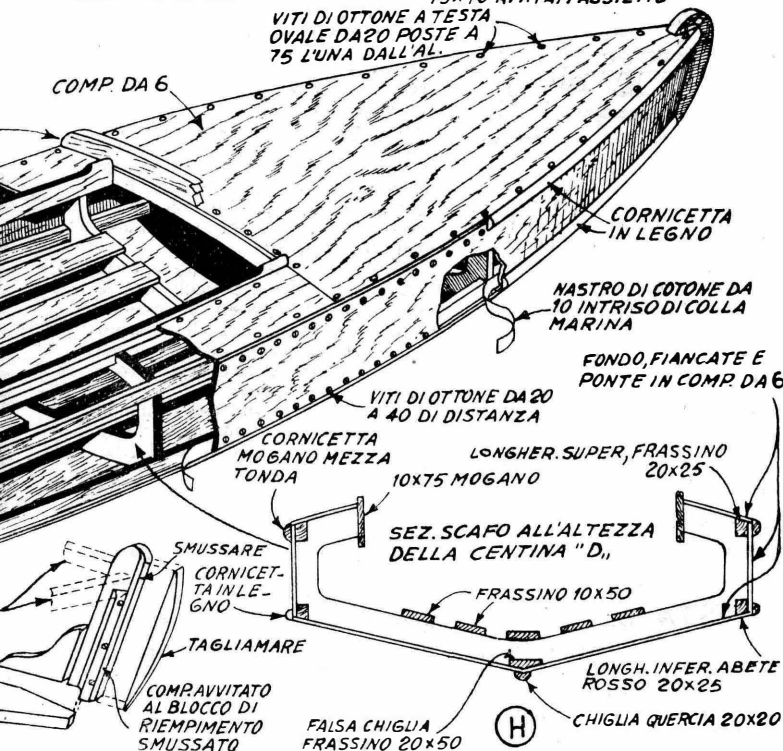 VITI DI OTTONE A TESTA
OVALE DA 20 POSTE A
75 L'UNA DALL'AL.
COMP. DA 6
CORNICETTA
IN LEGNO
NASTRO DI COTONE DA
10 INTRISO DI COLLA
MARINA
FONDO, FIANCATE E
PONTE IN COMP. DA 6
VITI DI OTTONE DA 20
A 40 DI DISTANZA
CORNICETTA
MOGANO MEZZA
TONDA
10X75 MOGANO
LONGHER. SUPER, FRASSINO
20X25
SEZ. SCAFO ALL'ALTEZZA
DELLA CENTINA "D„
SMUSSARE
CORNICET-
TA IN LE-
GNO
FRASSINO 10X50
TAGLIAMARE
LONGH. INFER. ABETE
ROSSO 20X25
COMP. AVVITATO
AL BLOCCO DI
RIEMPIMENTO
SMUSSATO
FALSA CHIGLIA
FRASSINO 20X50
H
CHIGLIA QUERCIA 20X20